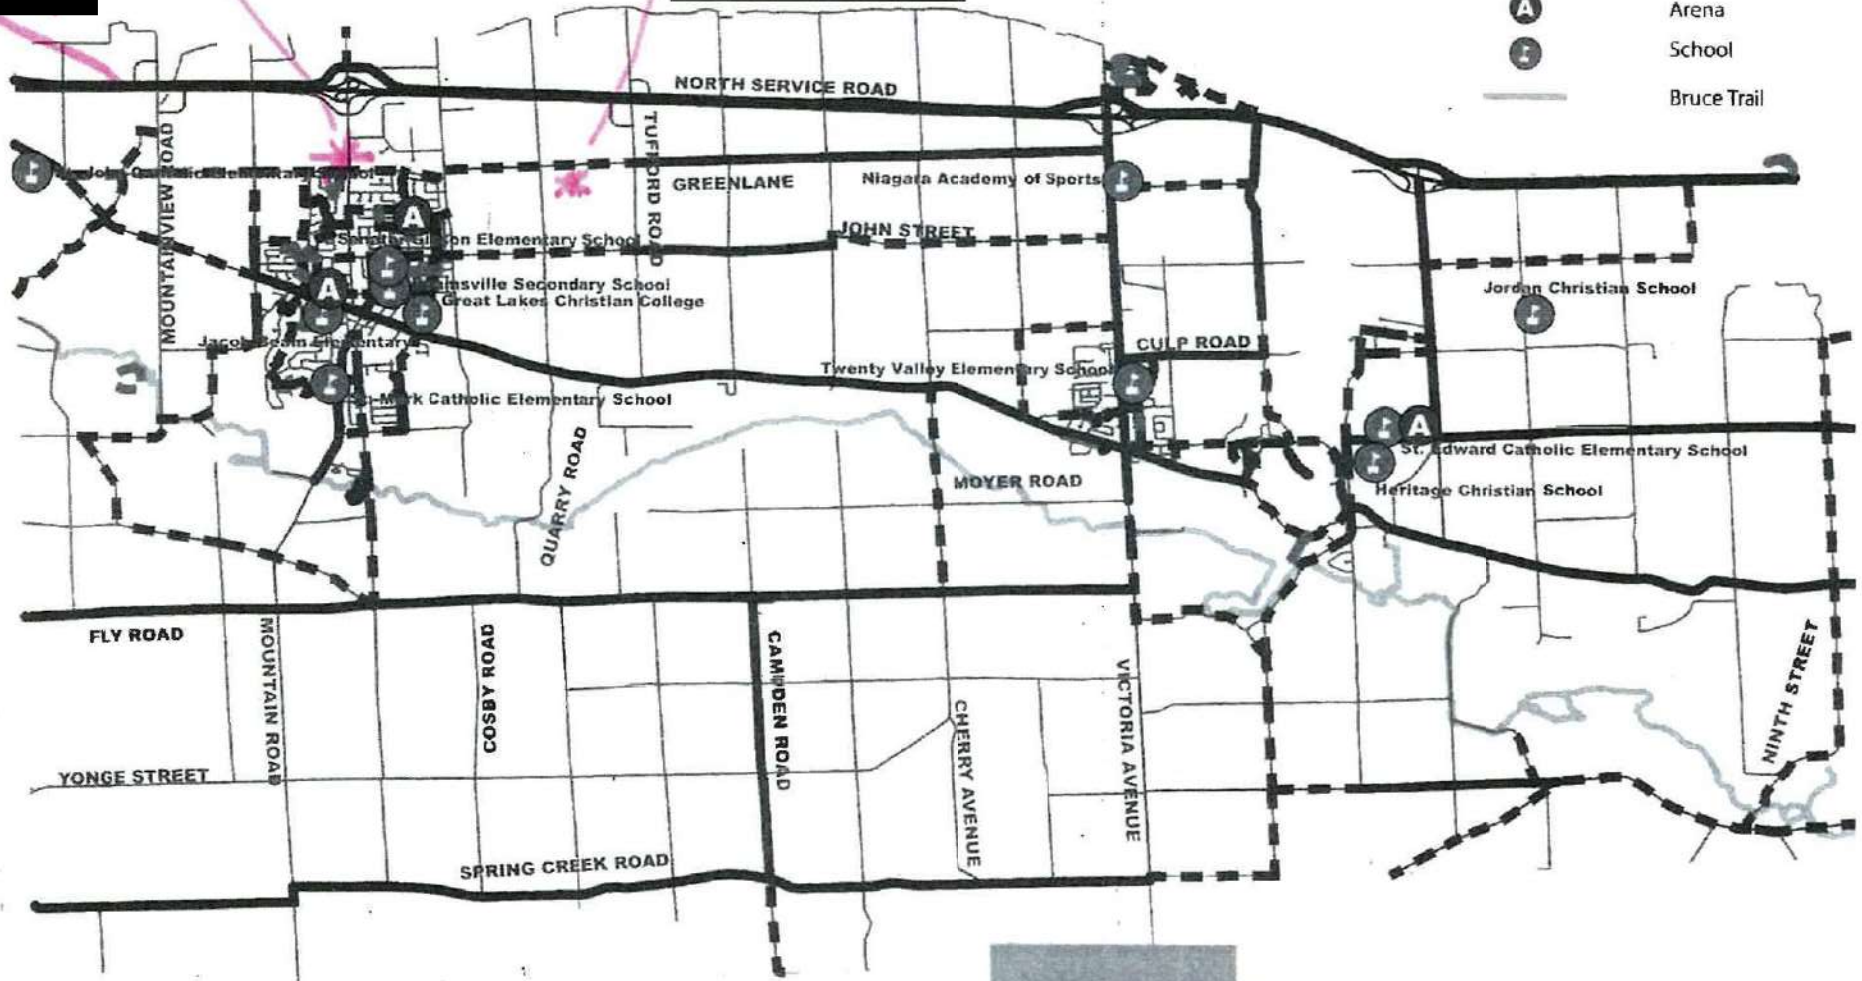 A
Arena
School
Bruce Trail
NORTH SERVICE ROAD
MOUNTAINVIEW ROAD
TUFFORD ROAD
GREENLANE
Niagara Academy of Sports
A
JOHN STREET
Elementary School
Secondary School
Great Lakes Christian College
A
Jordan Christian School
CULP ROAD
Twenty Valley Elementary School
Mark Catholic Elementary School
A
St. Edward Catholic Elementary School
QUARRY ROAD
MOYER ROAD
Heritage Christian School
FLY ROAD
MOUNTAIN ROAD
COSBY ROAD
CAMPDEN ROAD
VICTORIA AVENUE
CHERRY AVENUE
NINTH STREET
YONGE STREET
SPRING CREEK ROAD